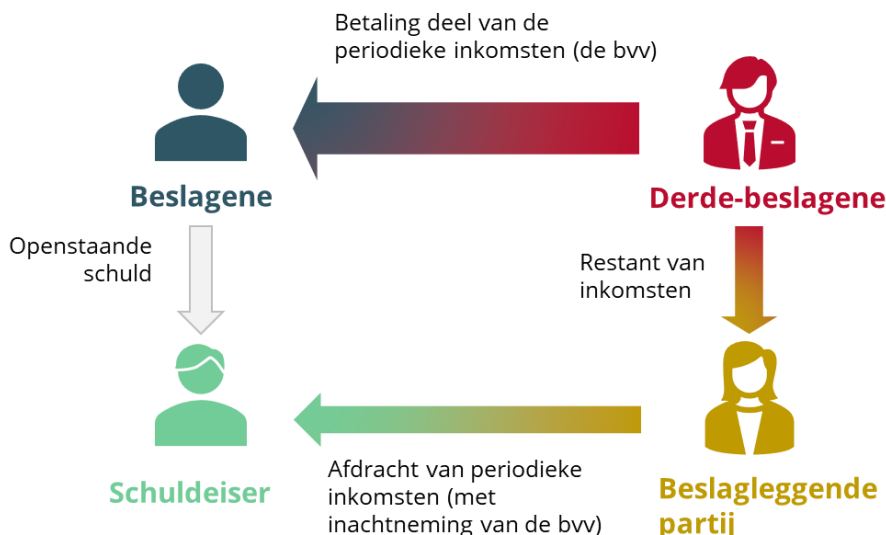 Betaling deel van de
periodieke inkomsten (de bvv)
Beslagene
Derde-beslagene
Openstaande
schuld
Restant van
inkomsten
Schuldeiser
Afdracht van periodieke
inkomsten (met
inachtneming van de bvv)
Beslagleggende
partij